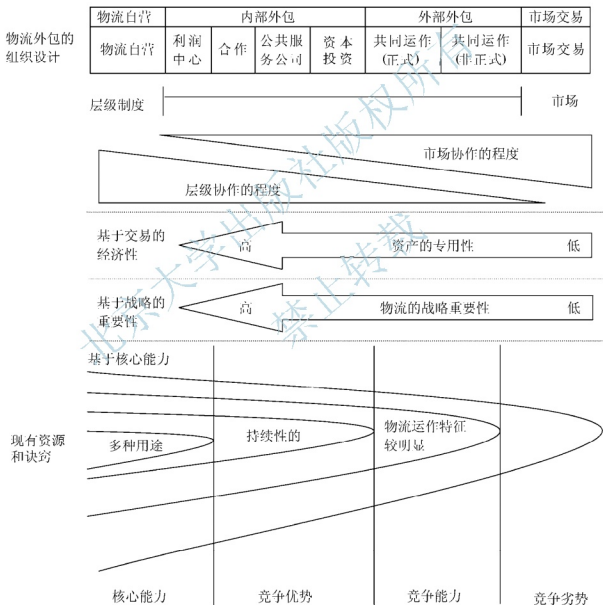 物流自营 内部外包 外部外包 市场交易
物流外包的
组织设计
物流自营 利润 中心 合作 公共服 务公司 资本 投资 共同运作 (正式) 共同运作 (非正式) 市场交易
层级制度 市场
市场协作的程度
层级协作的程度
基于交易的
经济性
高 资产的专用性 低
基于战略的
重要性
高 物流的战略重要性 低
基于核心能力
现有资源
和诀窍
多种用途 持续性的 物流运作特征
较明显
核心能力 竞争优势 竞争能力 竞争劣势
北京大学出版社版权所有
禁止转载